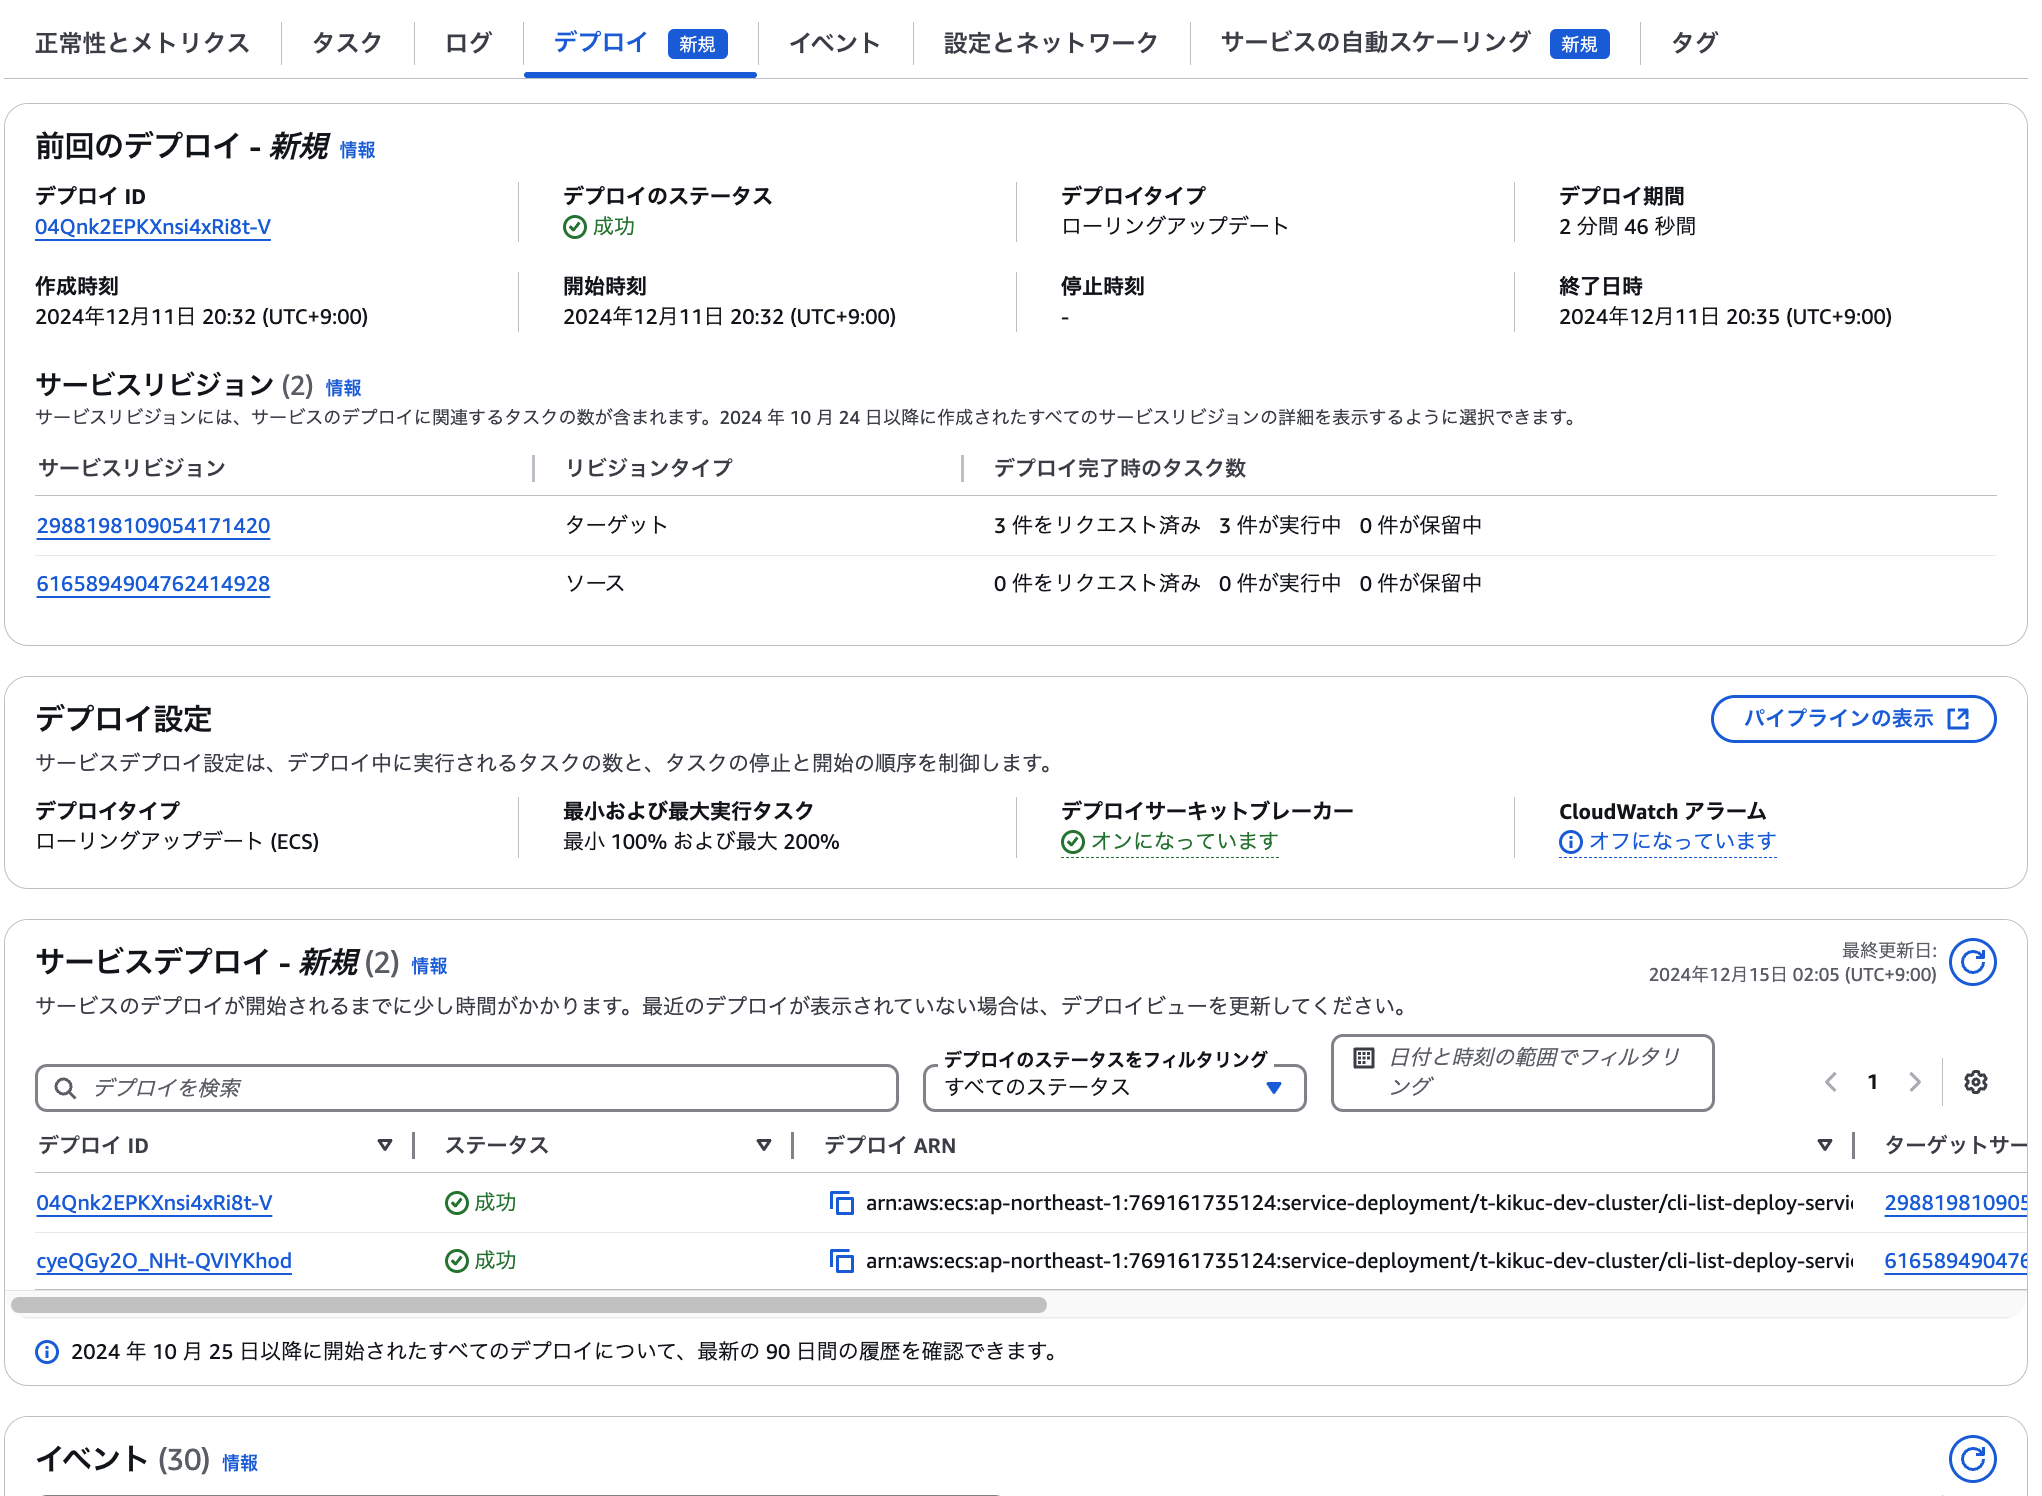 正常性とメトリクス タスク ログ デプロイ 新規 イベント 設定とネットワーク サービスの自動スケーリング 新規 タグ
前回のデプロイ - 新規 情報
デプロイ ID デプロイのステータス デプロイタイプ デプロイ期間
04Qnk2EPKXnsi4xRi8t-V 成功 ローリングアップデート 2 分間 46 秒間
作成時刻 開始時刻 停止時刻 終了日時
2024年12月11日 20:32 (UTC+9:00) 2024年12月11日 20:32 (UTC+9:00) - 2024年12月11日 20:35 (UTC+9:00)
サービスリビジョン (2) 情報
サービスリビジョンには、サービスのデプロイに関連するタスクの数が含まれます。2024 年 10 月 24 日以降に作成されたすべてのサービスリビジョンの詳細を表示するように選択できます。
サービスリビジョン リビジョンタイプ デプロイ完了時のタスク数
2988198109054171420 ターゲット 3 件をリクエスト済み 3 件が実行中 0 件が保留中
6165894904762414928 ソース 0 件をリクエスト済み 0 件が実行中 0 件が保留中
デプロイ設定 パイプラインの表示
サービスデプロイ設定は、デプロイ中に実行されるタスクの数と、タスクの停止と開始の順序を制御します。
デプロイタイプ 最小および最大実行タスク デプロイサーキットブレーカー CloudWatch アラーム
ローリングアップデート (ECS) 最小 100% および最大 200% オンになっています オフになっています
サービスデプロイ - 新規 (2) 情報 最終更新日:
2024年12月15日 02:05 (UTC+9:00)
サービスのデプロイが開始されるまでに少し時間がかかります。最近のデプロイが表示されていない場合は、デプロイビューを更新してください。
デプロイを検索 デプロイのステータスをフィルタリング
すべてのステータス 日付と時刻の範囲でフィルタリ
ング 1
デプロイ ID ステータス デプロイ ARN ターゲットサー
04Qnk2EPKXnsi4xRi8t-V 成功 arn:aws:ecs:ap-northeast-1:769161735124:service-deployment/t-kikuc-dev-cluster/cli-list-deploy-servi 298819810905
cyeQGy2O_NHt-QVIYKhod 成功 arn:aws:ecs:ap-northeast-1:769161735124:service-deployment/t-kikuc-dev-cluster/cli-list-deploy-servi 616589490476
2024 年 10 月 25 日以降に開始されたすべてのデプロイについて、最新の 90 日間の履歴を確認できます。
イベント (30) 情報